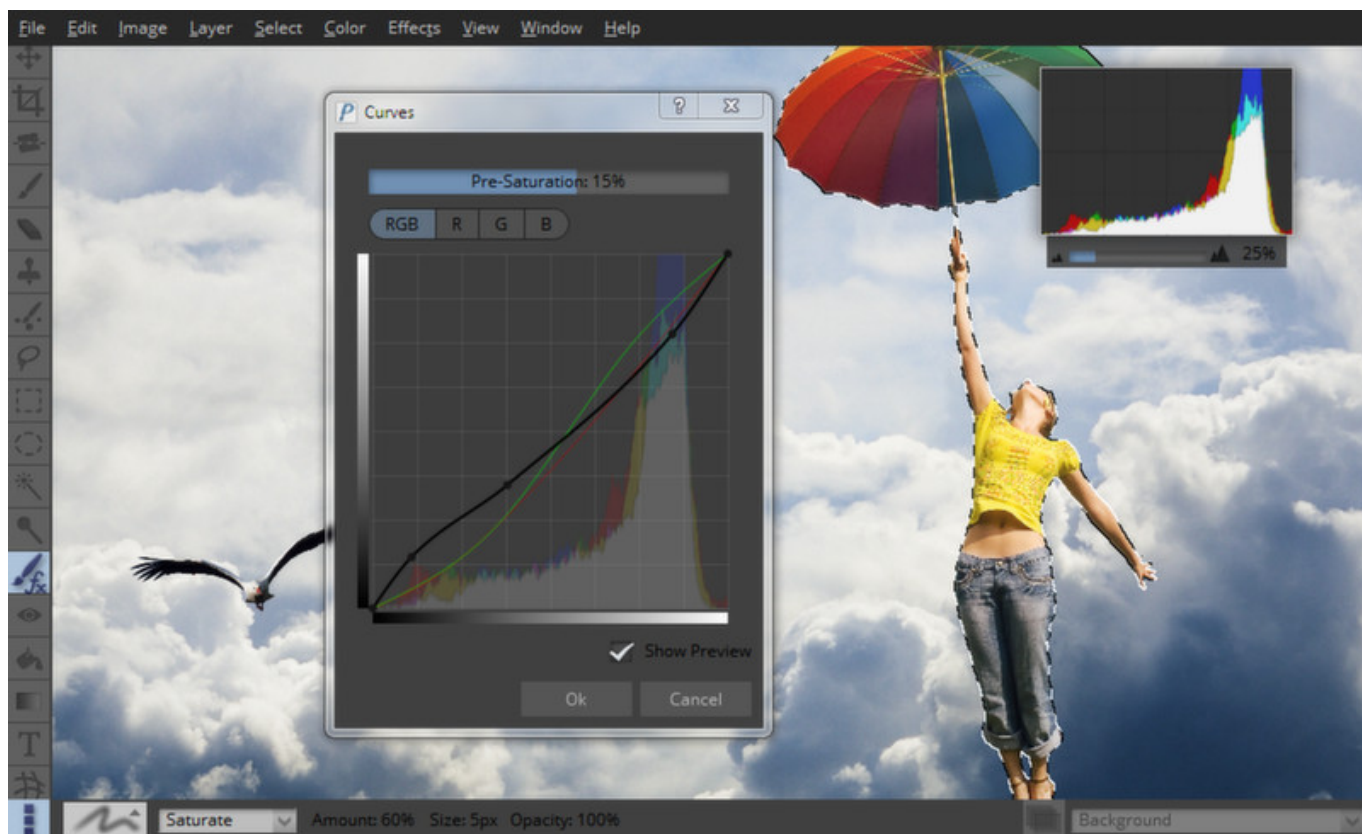 File Edit Image Layer Select Color Effects View Window Help
Curves
Pre-Saturation: 15%
RGB R G B
25%
Show Preview
Ok Cancel
Saturate Amount: 60% Size: 5px Opacity: 100% Background